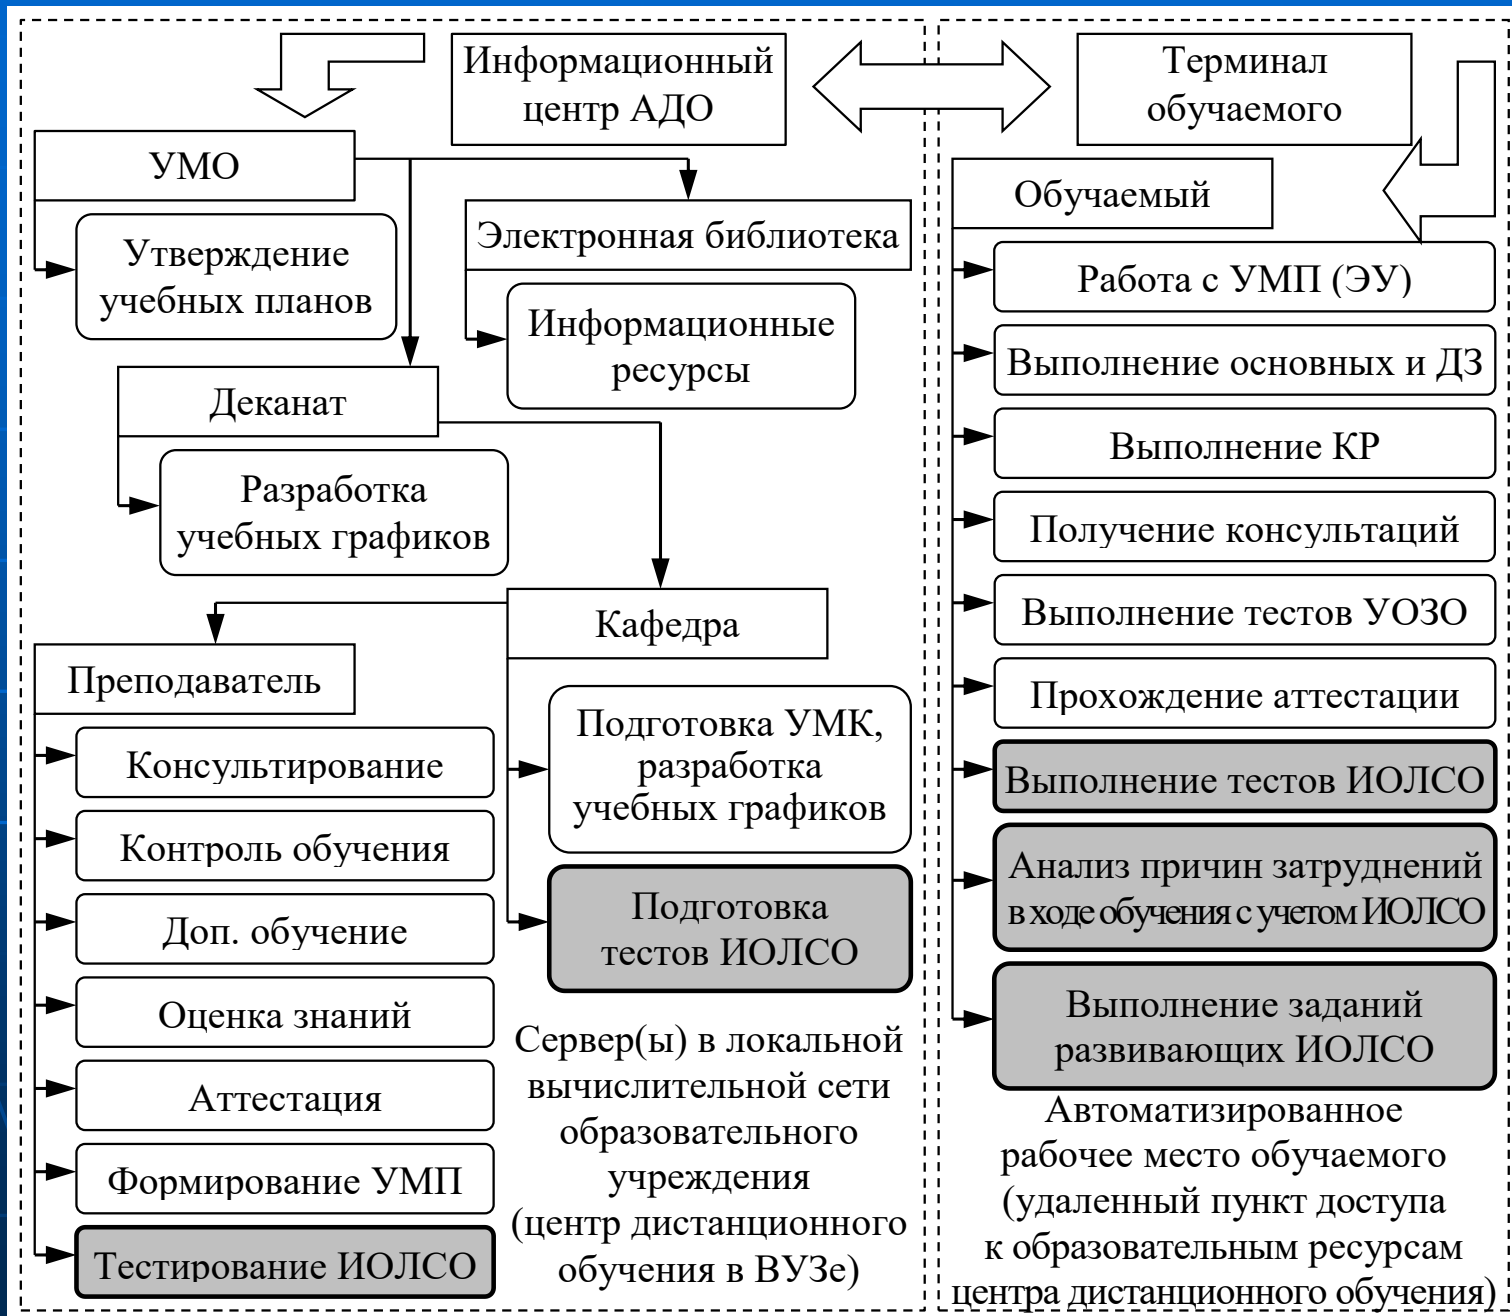 Информационный
центр АДО
УМО
Утверждение
учебных планов
Электронная библиотека
Информационные
ресурсы
Деканат
Разработка
учебных графиков
Кафедра
Преподаватель
Консультирование
Контроль обучения
Доп. обучение
Оценка знаний
Аттестация
Формирование УМП
Тестирование ИОЛСО
Подготовка УМК,
разработка
учебных графиков
Подготовка
тестов ИОЛСО
Сервер(ы) в локальной
вычислительной сети
образовательного
учреждения
(центр дистанционного
обучения в ВУЗе)
Терминал
обучаемого
Обучаемый
Работа с УМП (ЭУ)
Выполнение основных и ДЗ
Выполнение КР
Получение консультаций
Выполнение тестов УОЗО
Прохождение аттестации
Выполнение тестов ИОЛСО
Анализ причин затруднений
в ходе обучения с учетом ИОЛСО
Выполнение заданий
развивающих ИОЛСО
Автоматизированное
рабочее место обучаемого
(удаленный пункт доступа
к образовательным ресурсам
центра дистанционного обучения)